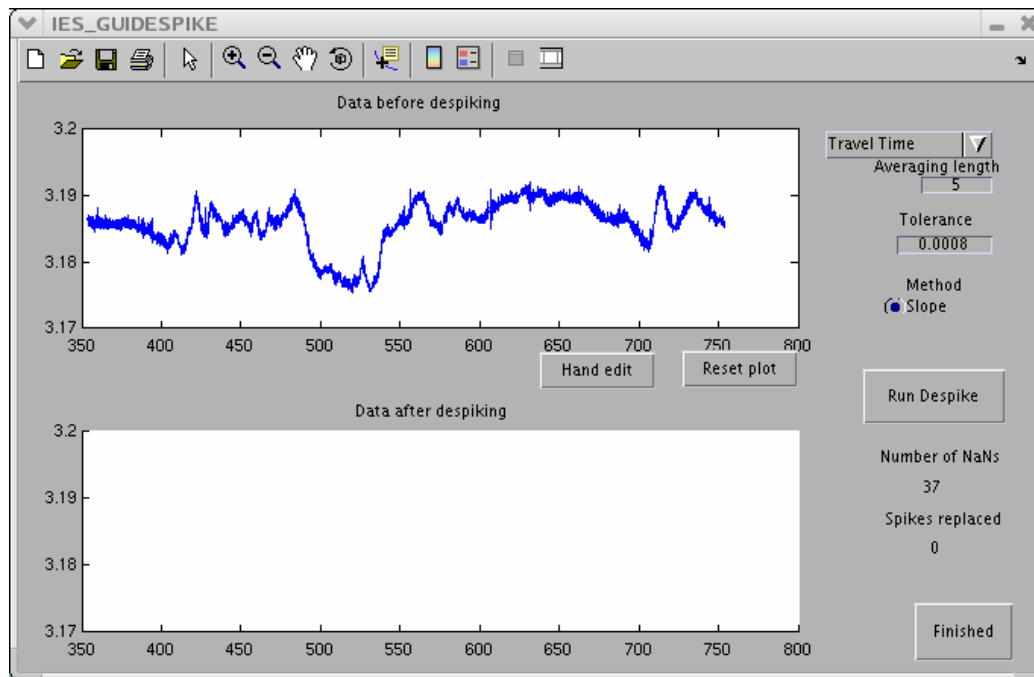 IES_GUIDESPIKE
Data before despiking
3.2
3.19
3.18
3.17
350 400 450 500 550 600 650 700 750 800
Travel Time
Averaging length
5
Tolerance
0.0008
Method
Slope
Hand edit
Reset plot
Run Despike
Data after despiking
3.2
3.19
3.18
3.17
350 400 450 500 550 600 650 700 750 800
Number of NaNs
37
Spikes replaced
0
Finished